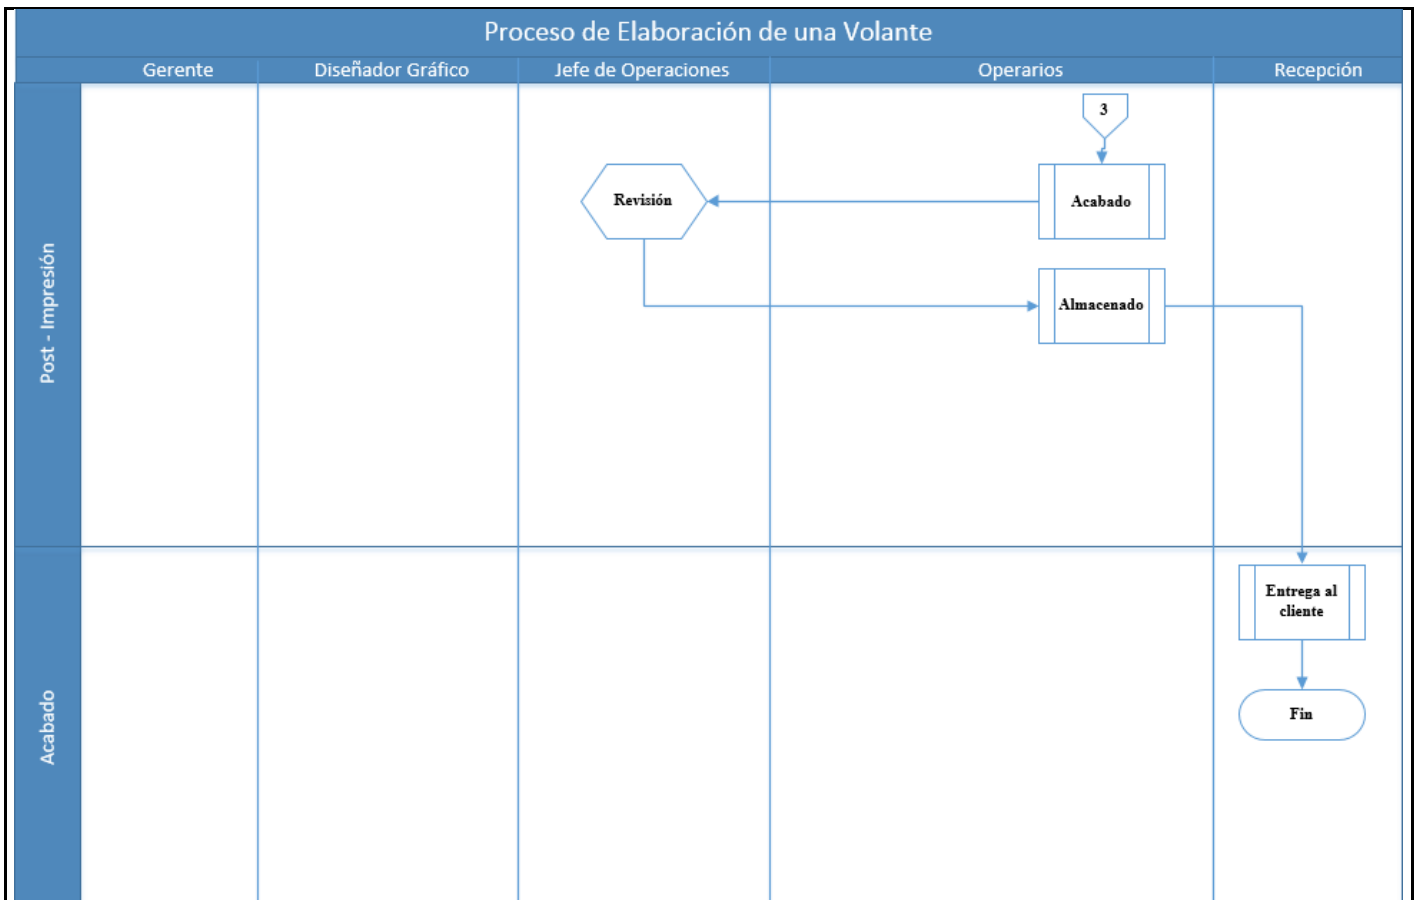 Proceso de Elaboración de una Volante
Gerente
Diseñador Gráfico
Jefe de Operaciones
Operarios
Recepción
Post - Impresión
3
Revisión
Acabado
Almacenado
Acabado
Entrega al
cliente
Fin